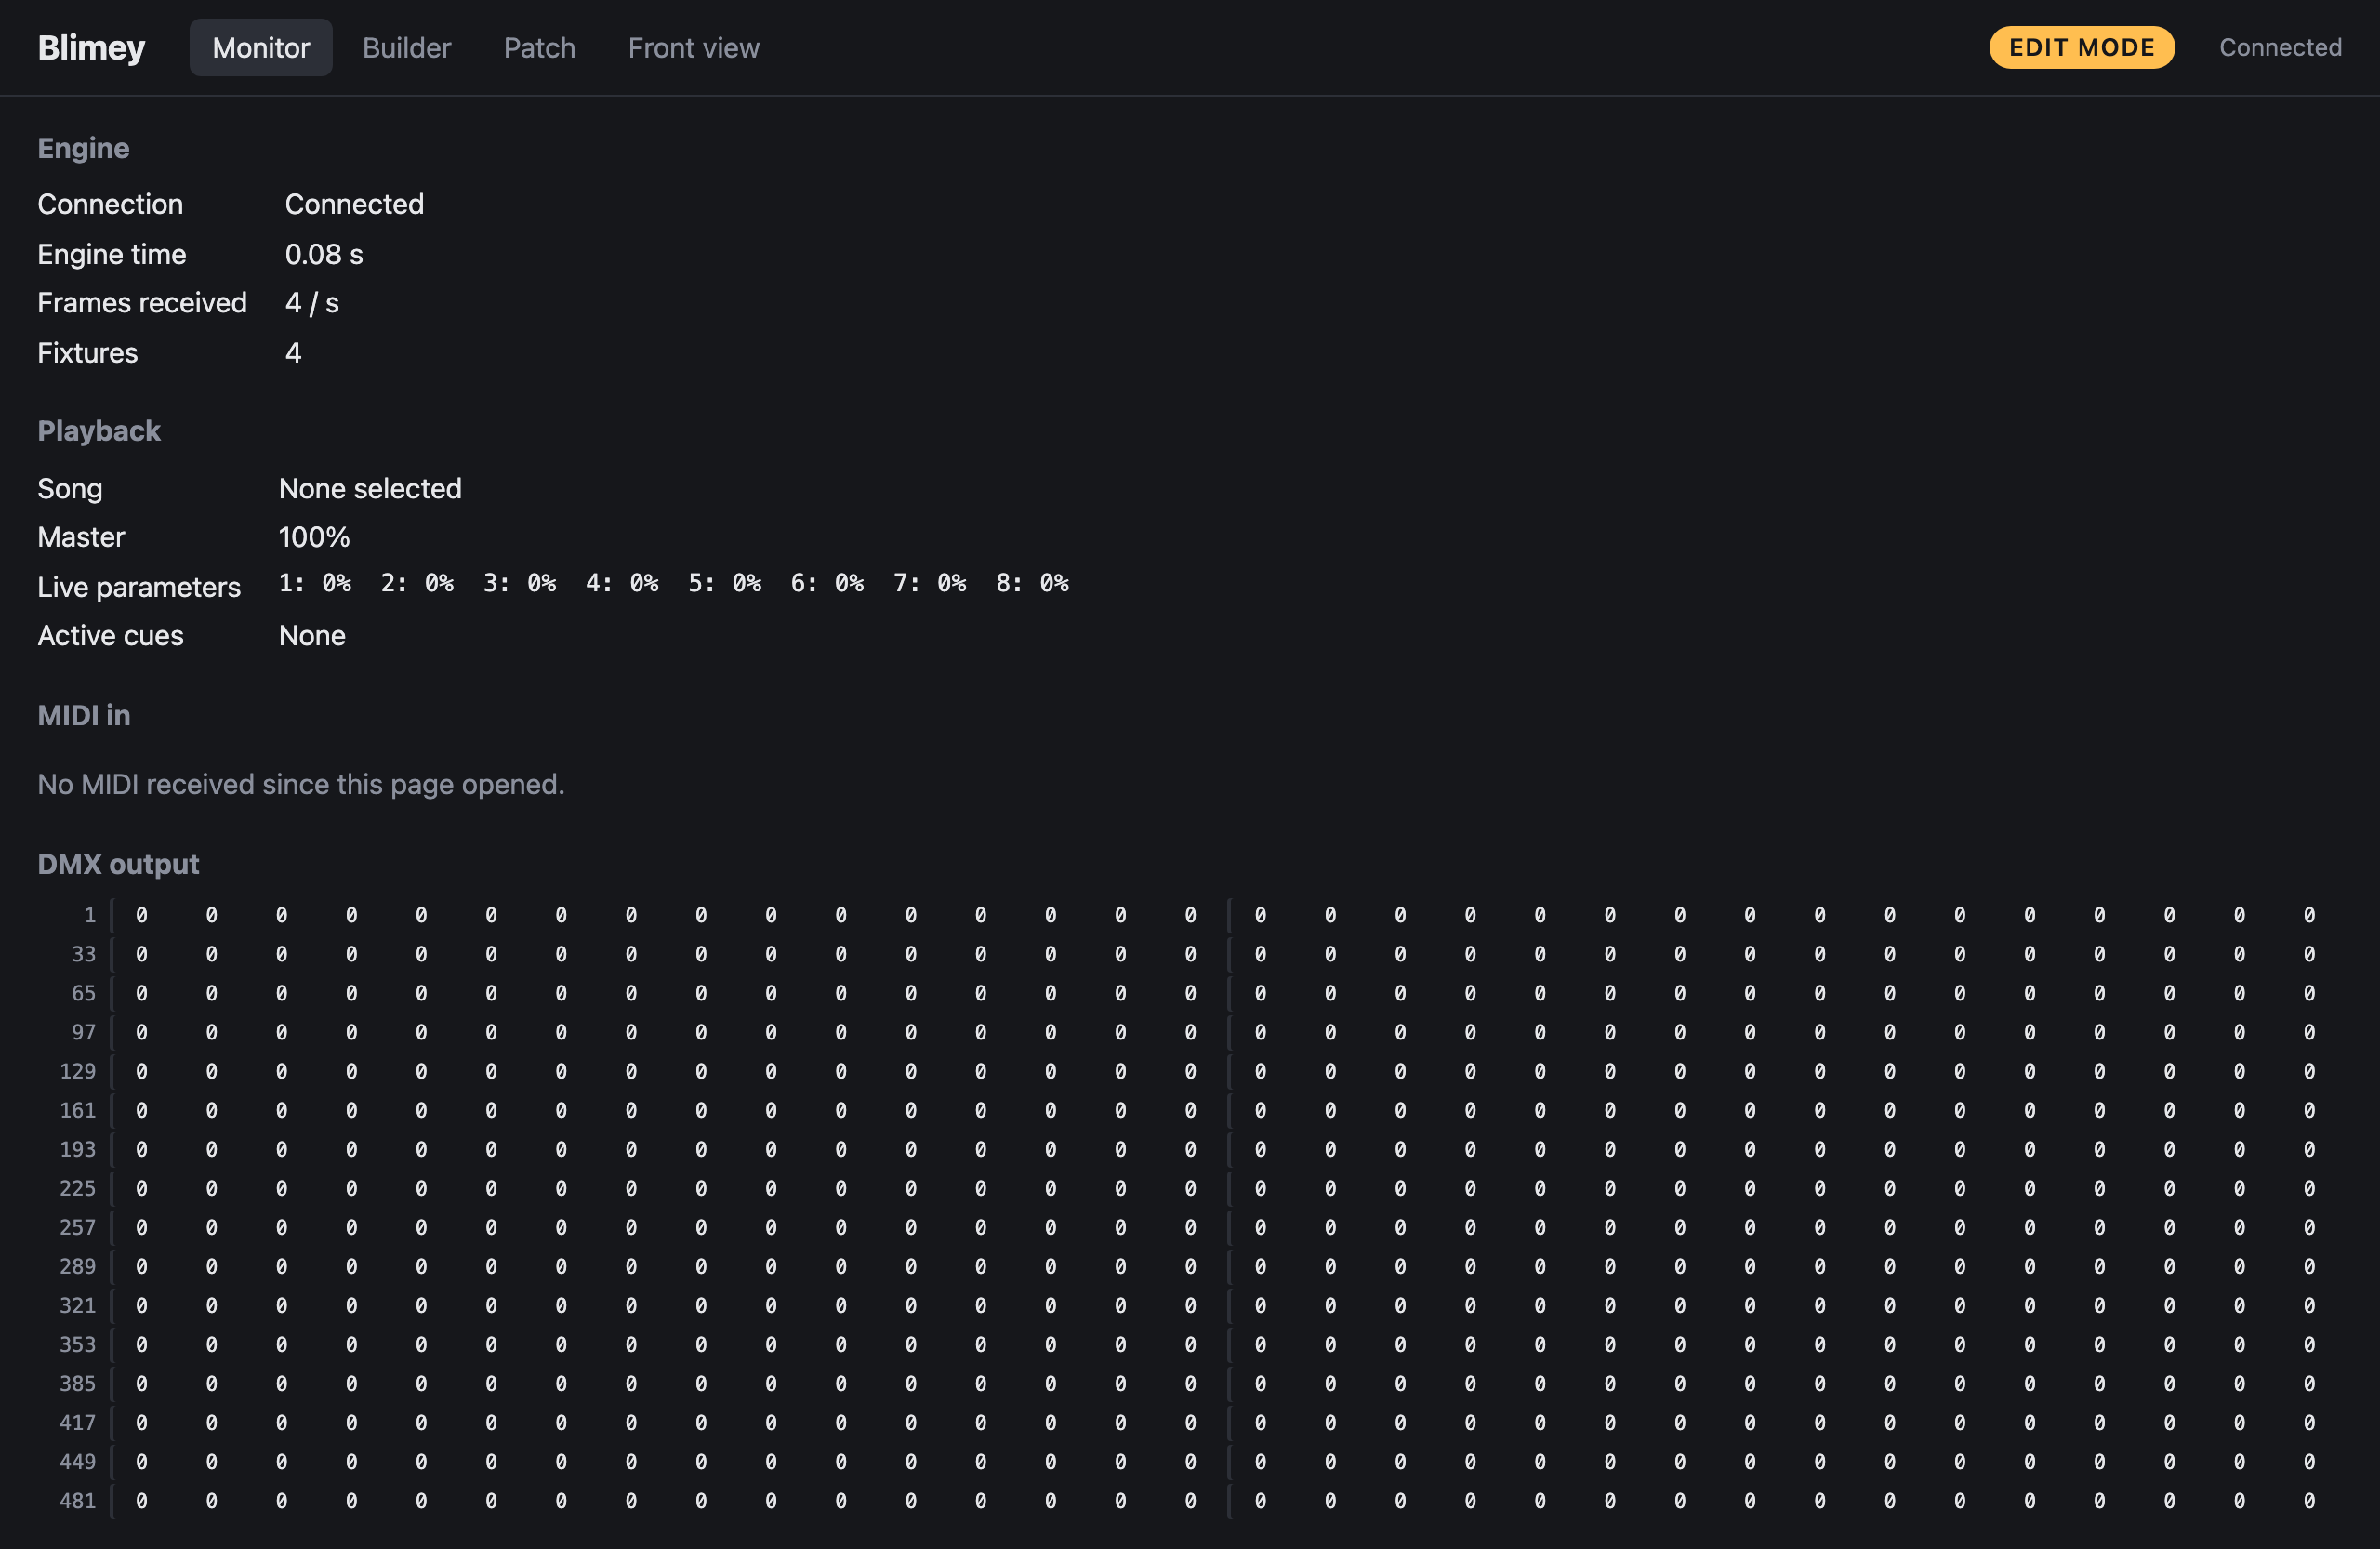 Blimey Monitor Builder Patch Front view EDIT MODE Connected
Engine
Connection Connected
Engine time 0.08 s
Frames received 4 / s
Fixtures 4
Playback
Song None selected
Master 100%
Live parameters 1: 0% 2: 0% 3: 0% 4: 0% 5: 0% 6: 0% 7: 0% 8: 0%
Active cues None
MIDI in
No MIDI received since this page opened.
DMX output
1 0 0 0 0 0 0 0 0 0 0 0 0 0 0 0 0 0 0 0 0 0 0 0 0 0 0 0 0 0 0 0 0
33 0 0 0 0 0 0 0 0 0 0 0 0 0 0 0 0 0 0 0 0 0 0 0 0 0 0 0 0 0 0 0 0
65 0 0 0 0 0 0 0 0 0 0 0 0 0 0 0 0 0 0 0 0 0 0 0 0 0 0 0 0 0 0 0 0
97 0 0 0 0 0 0 0 0 0 0 0 0 0 0 0 0 0 0 0 0 0 0 0 0 0 0 0 0 0 0 0 0
129 0 0 0 0 0 0 0 0 0 0 0 0 0 0 0 0 0 0 0 0 0 0 0 0 0 0 0 0 0 0 0 0
161 0 0 0 0 0 0 0 0 0 0 0 0 0 0 0 0 0 0 0 0 0 0 0 0 0 0 0 0 0 0 0 0
193 0 0 0 0 0 0 0 0 0 0 0 0 0 0 0 0 0 0 0 0 0 0 0 0 0 0 0 0 0 0 0 0
225 0 0 0 0 0 0 0 0 0 0 0 0 0 0 0 0 0 0 0 0 0 0 0 0 0 0 0 0 0 0 0 0
257 0 0 0 0 0 0 0 0 0 0 0 0 0 0 0 0 0 0 0 0 0 0 0 0 0 0 0 0 0 0 0 0
289 0 0 0 0 0 0 0 0 0 0 0 0 0 0 0 0 0 0 0 0 0 0 0 0 0 0 0 0 0 0 0 0
321 0 0 0 0 0 0 0 0 0 0 0 0 0 0 0 0 0 0 0 0 0 0 0 0 0 0 0 0 0 0 0 0
353 0 0 0 0 0 0 0 0 0 0 0 0 0 0 0 0 0 0 0 0 0 0 0 0 0 0 0 0 0 0 0 0
385 0 0 0 0 0 0 0 0 0 0 0 0 0 0 0 0 0 0 0 0 0 0 0 0 0 0 0 0 0 0 0 0
417 0 0 0 0 0 0 0 0 0 0 0 0 0 0 0 0 0 0 0 0 0 0 0 0 0 0 0 0 0 0 0 0
449 0 0 0 0 0 0 0 0 0 0 0 0 0 0 0 0 0 0 0 0 0 0 0 0 0 0 0 0 0 0 0 0
481 0 0 0 0 0 0 0 0 0 0 0 0 0 0 0 0 0 0 0 0 0 0 0 0 0 0 0 0 0 0 0 0